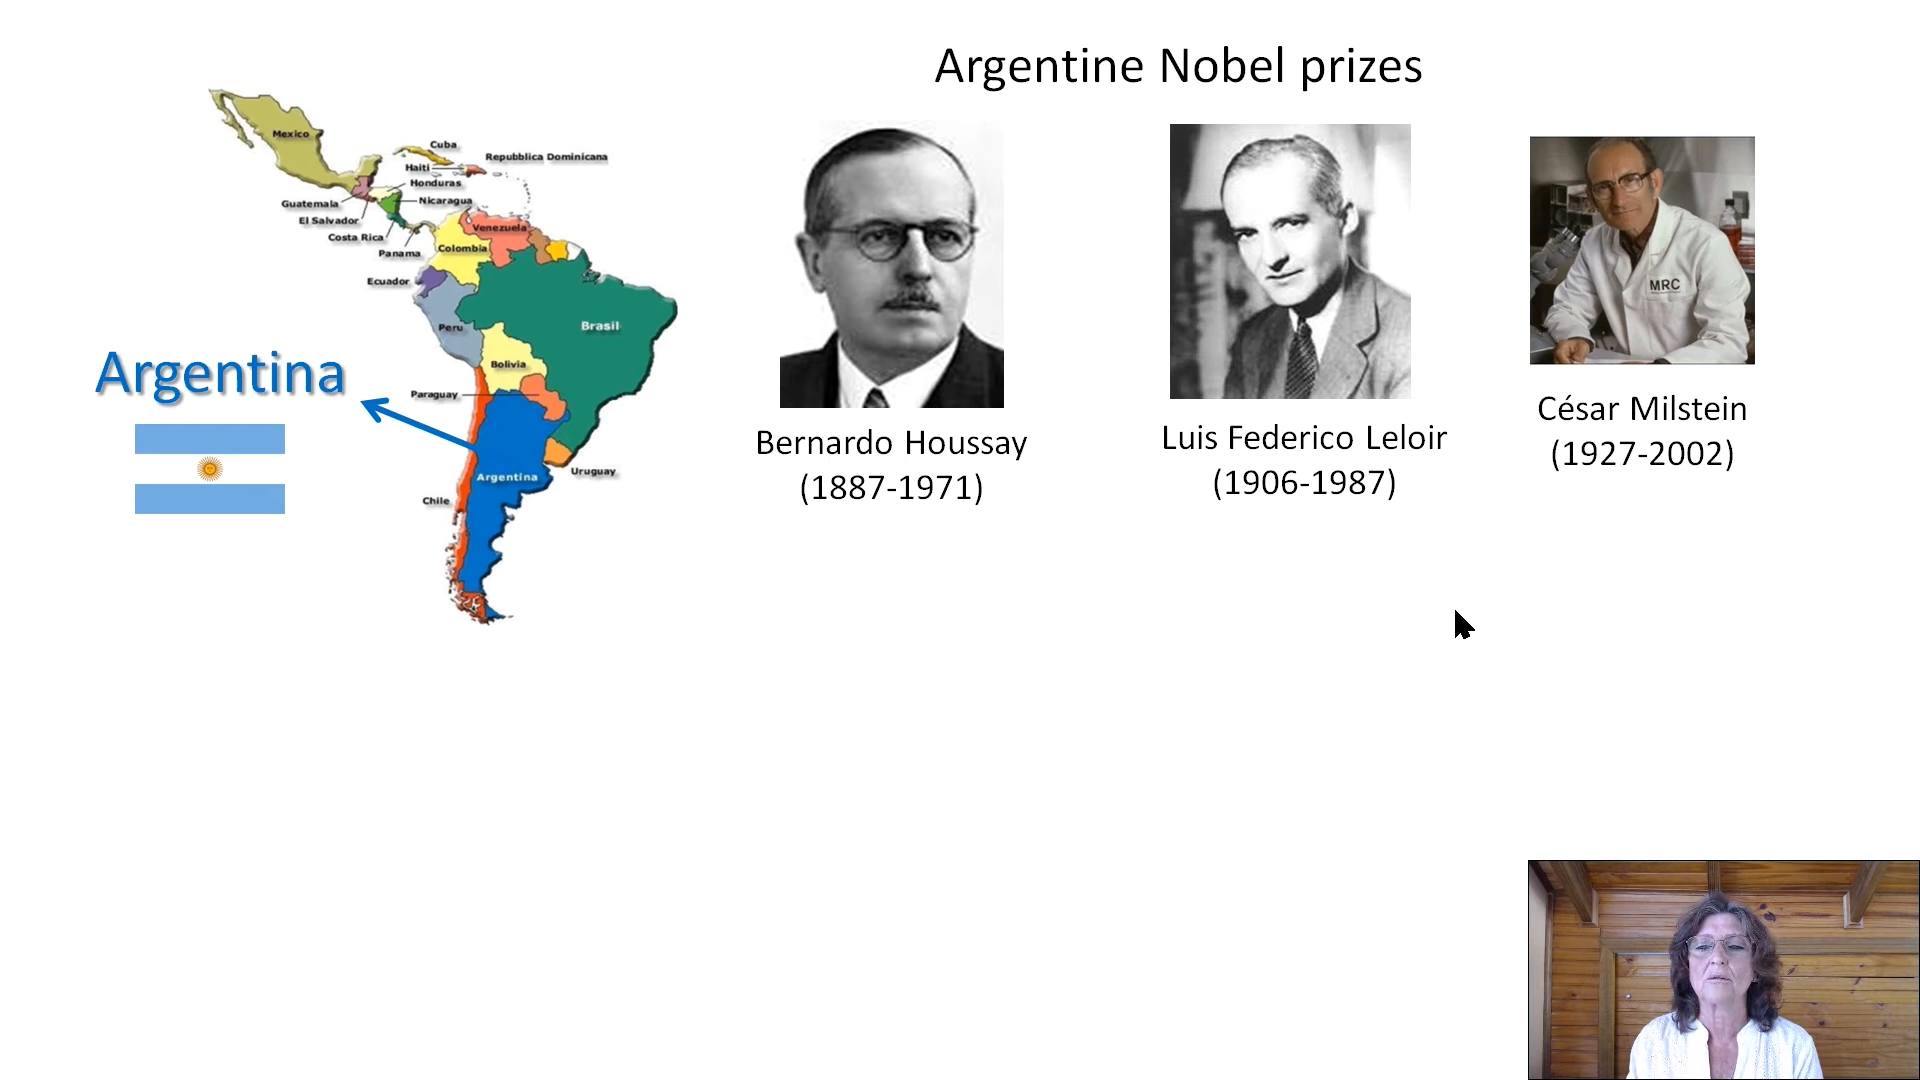 Argentine Nobel prizes
Mexico
Cuba
Repubblica Dominicana
Haiti
Honduras
Guatemala
Nicaragua
El Salvador
Costa Rica
Panama
Venezuela
Colombia
Ecuador
Peru
Brasil
Bolivia
Paraguay
Argentina
Uruguay
Chile
Argentina
MRC
Bernardo Houssay
(1887-1971)
Luis Federico Leloir
(1906-1987)
César Milstein
(1927-2002)